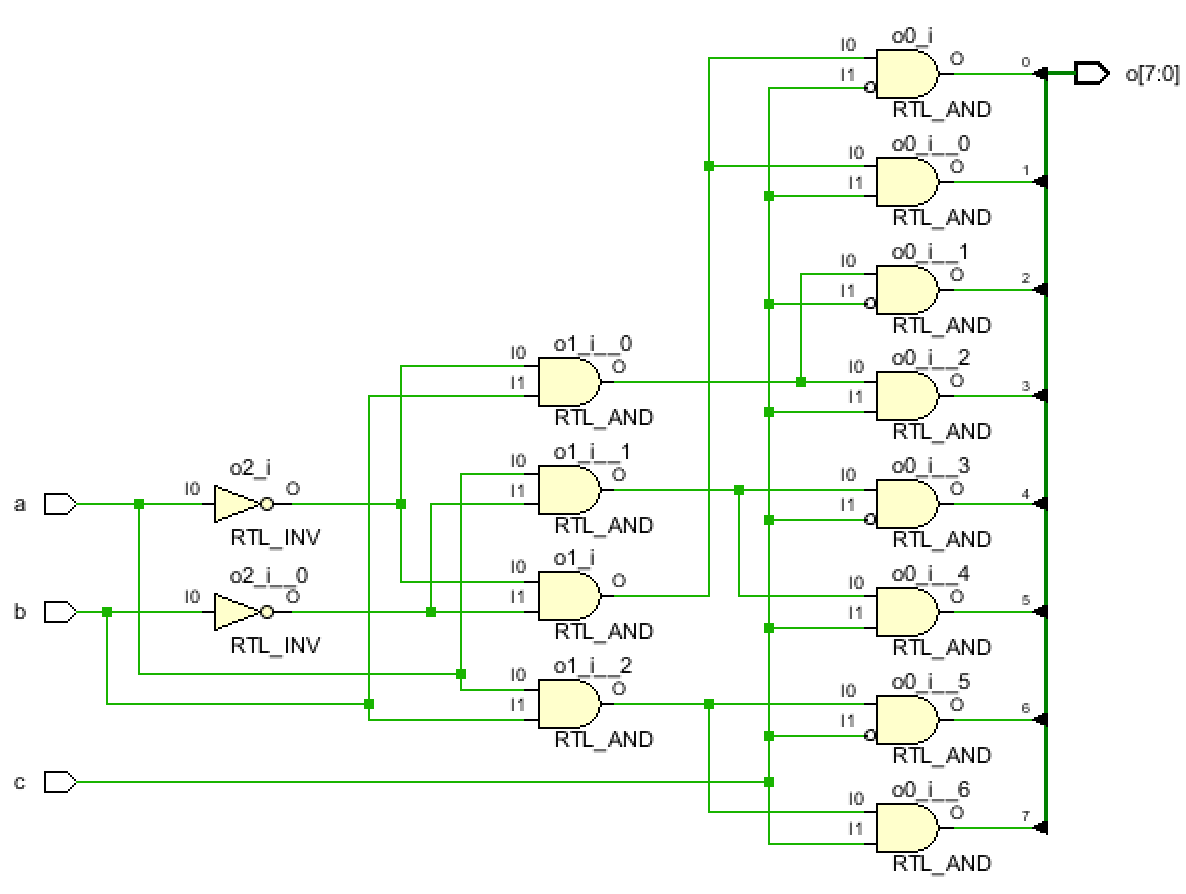 o0_i
I0
O
I1
0
RTL_AND
o[7:0]
o0_i__0
I0
O
I1
1
RTL_AND
o0_i__1
I0
O
I1
2
RTL_AND
o0_i__2
I0
O
I1
3
RTL_AND
o0_i__3
I0
O
I1
4
RTL_AND
o0_i__4
I0
O
I1
5
RTL_AND
o0_i__5
I0
O
I1
6
RTL_AND
o0_i__6
I0
O
I1
7
RTL_AND
o1_i__0
I0
O
I1
RTL_AND
o1_i__1
I0
O
I1
RTL_AND
o1_i
I0
O
I1
RTL_AND
o1_i__2
I0
O
I1
RTL_AND
a
o2_i
I0
O
RTL_INV
b
o2_i__0
I0
O
RTL_INV
c